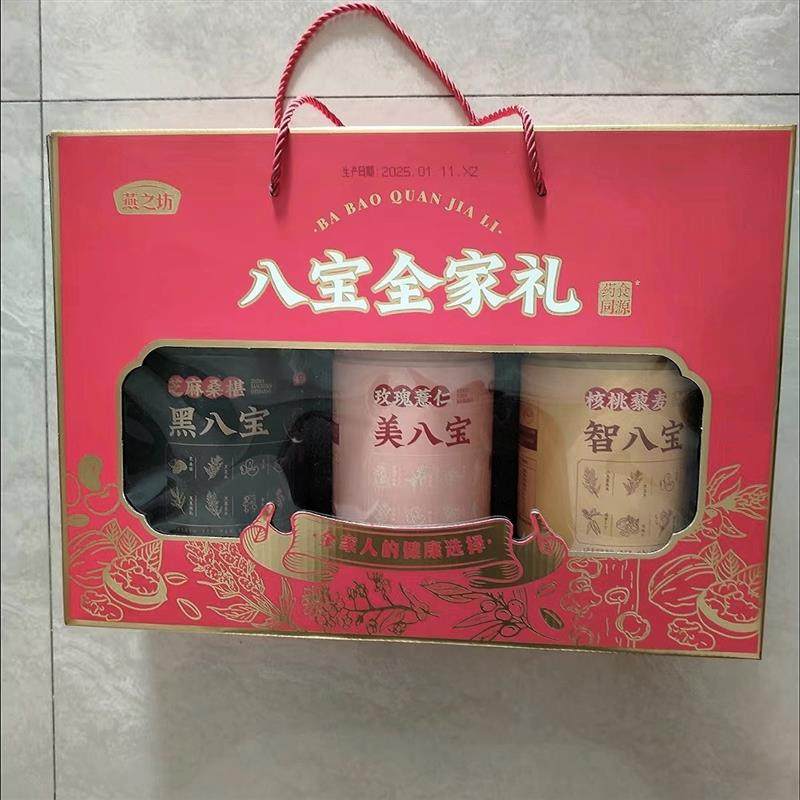 生产日期:2025.01 11.X2
燕之坊
·BA BAO QUAN JIA LI·
八宝全家礼
药食同源
芝麻桑椹
黑八宝
玫瑰薏仁
美八宝
核桃藜麦
智八宝
·全家人的健康选择·